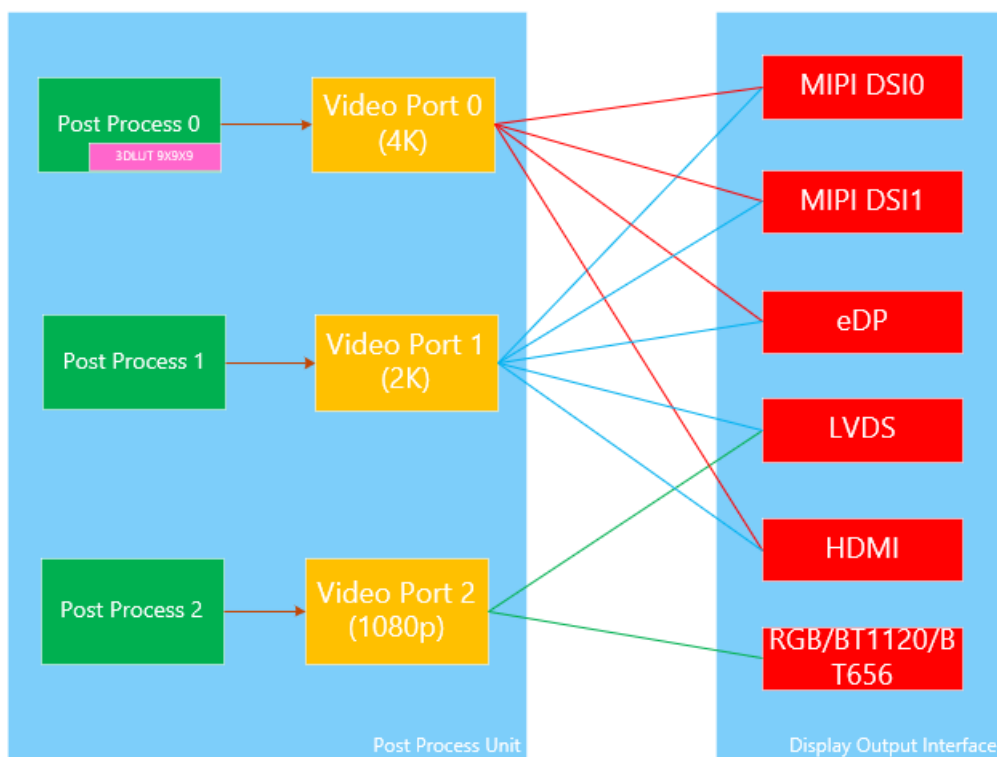 Post Process 0
3DLUT 9X9X9
Video Port 0
(4K)
MIPI DSI0
MIPI DSI1
Post Process 1
Video Port 1
(2K)
eDP
LVDS
HDMI
Post Process 2
Video Port 2
(1080p)
RGB/BT1120/B
T656
Post Process Unit
Display Output Interface